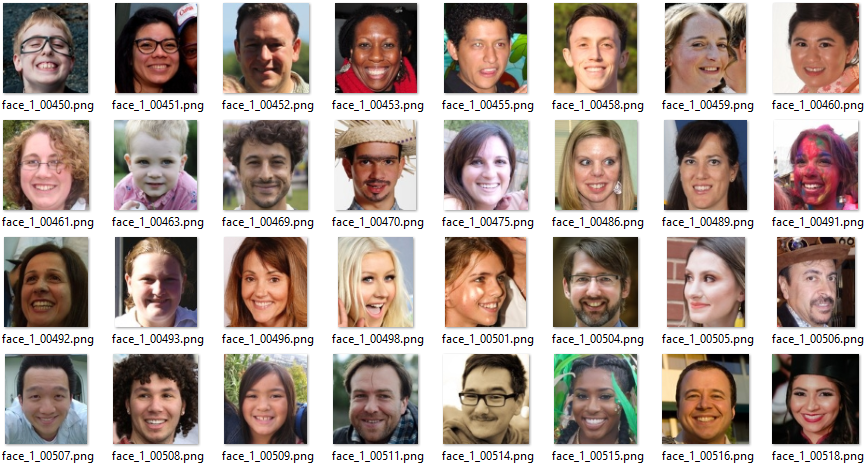 face_1_00450.png face_1_00451.png face_1_00452.png face_1_00453.png face_1_00455.png face_1_00458.png face_1_00459.png face_1_00460.png
face_1_00461.png face_1_00463.png face_1_00469.png face_1_00470.png face_1_00475.png face_1_00486.png face_1_00489.png face_1_00491.png
face_1_00492.png face_1_00493.png face_1_00496.png face_1_00498.png face_1_00501.png face_1_00504.png face_1_00505.png face_1_00506.png
face_1_00507.png face_1_00508.png face_1_00509.png face_1_00511.png face_1_00514.png face_1_00515.png face_1_00516.png face_1_00518.png